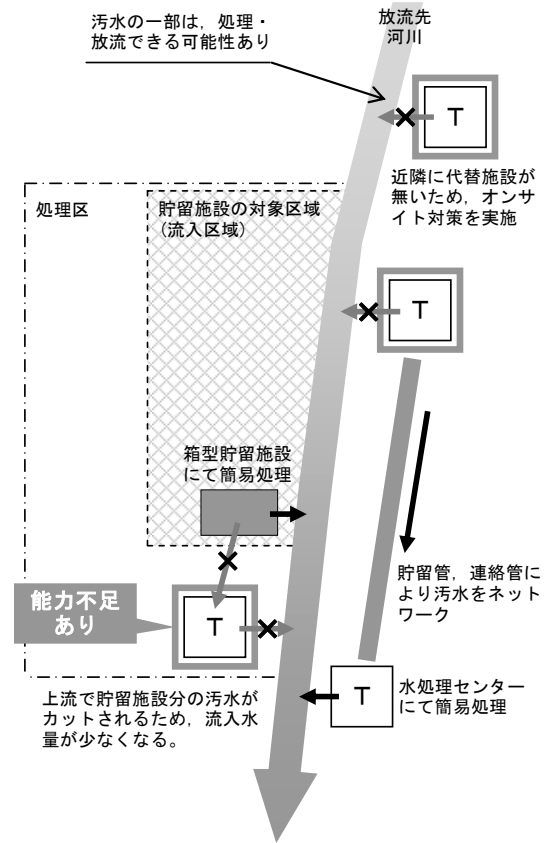 汚水の一部は，処理・
放流できる可能性あり
放流先
河川
T
近隣に代替施設が
無いため，オンサ
イト対策を実施
処理区
貯留施設の対象区域
(流入区域)
T
箱型貯留施設
にて簡易処理
貯留管，連絡管に
より汚水をネット
ワーク
能力不足
あり
T
T
水処理センター
にて簡易処理
上流で貯留施設分の汚水が
カットされるため，流入水
量が少なくなる。